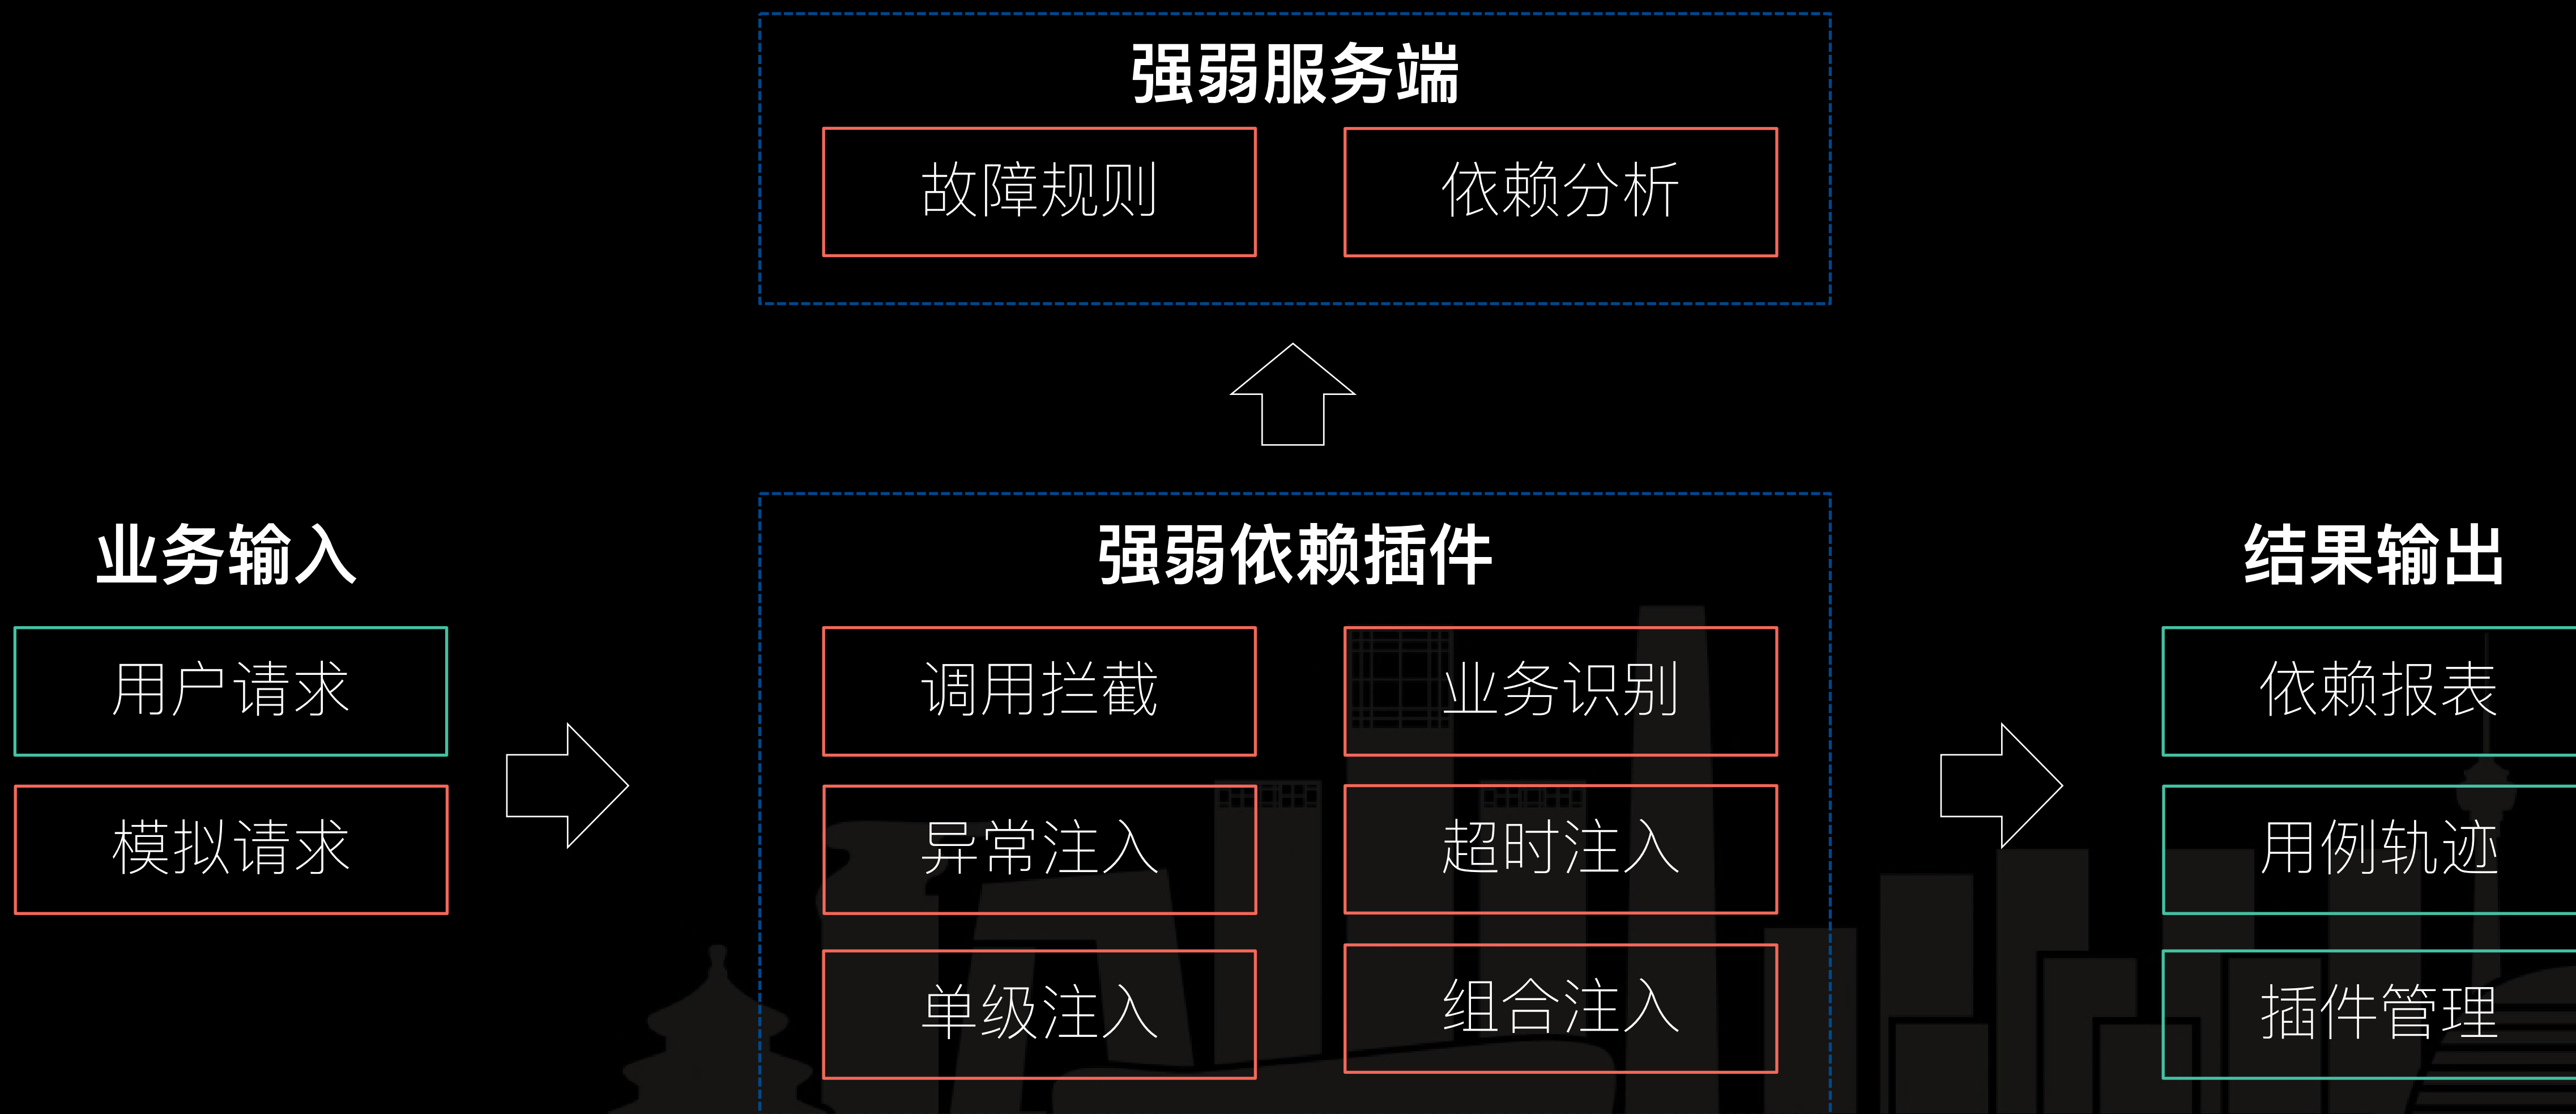 强弱服务端
故障规则
依赖分析
业务输入
用户请求
模拟请求
强弱依赖插件
调用拦截
业务识别
异常注入
超时注入
单级注入
组合注入
结果输出
依赖报表
用例轨迹
插件管理